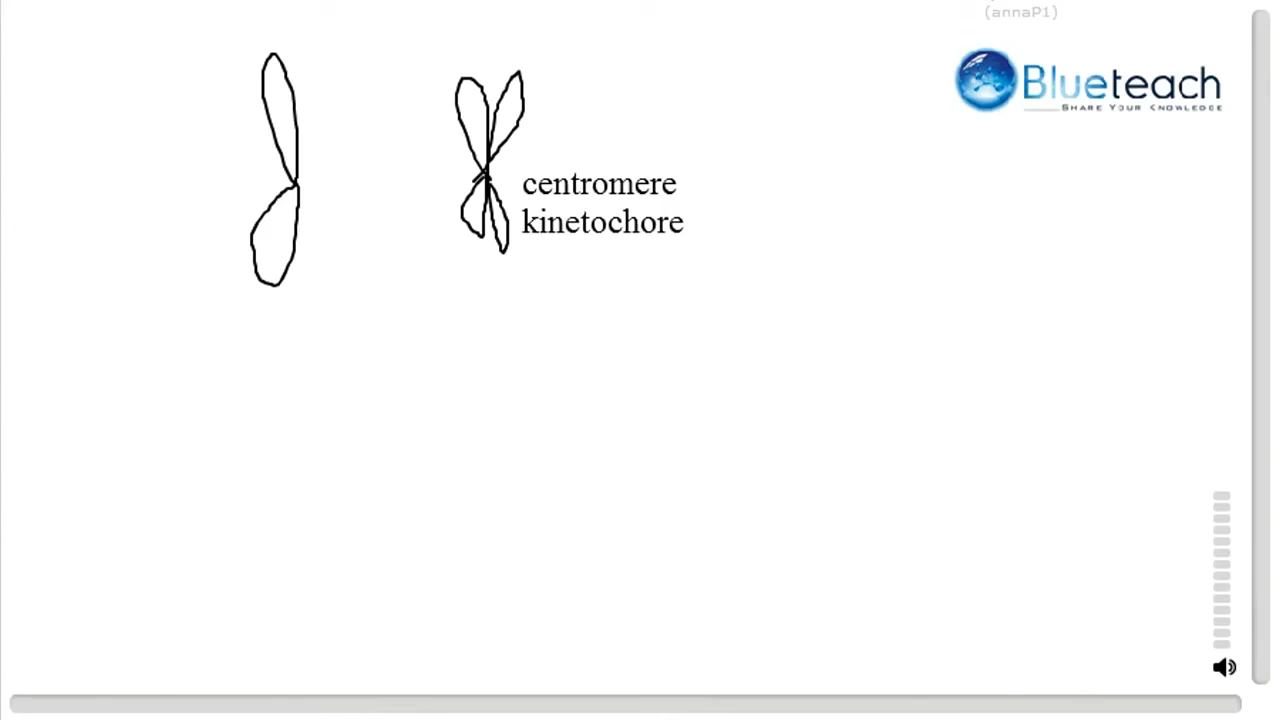 (annaP1)
Blueteach
Share Your Knowledge
centromere
kinetochore